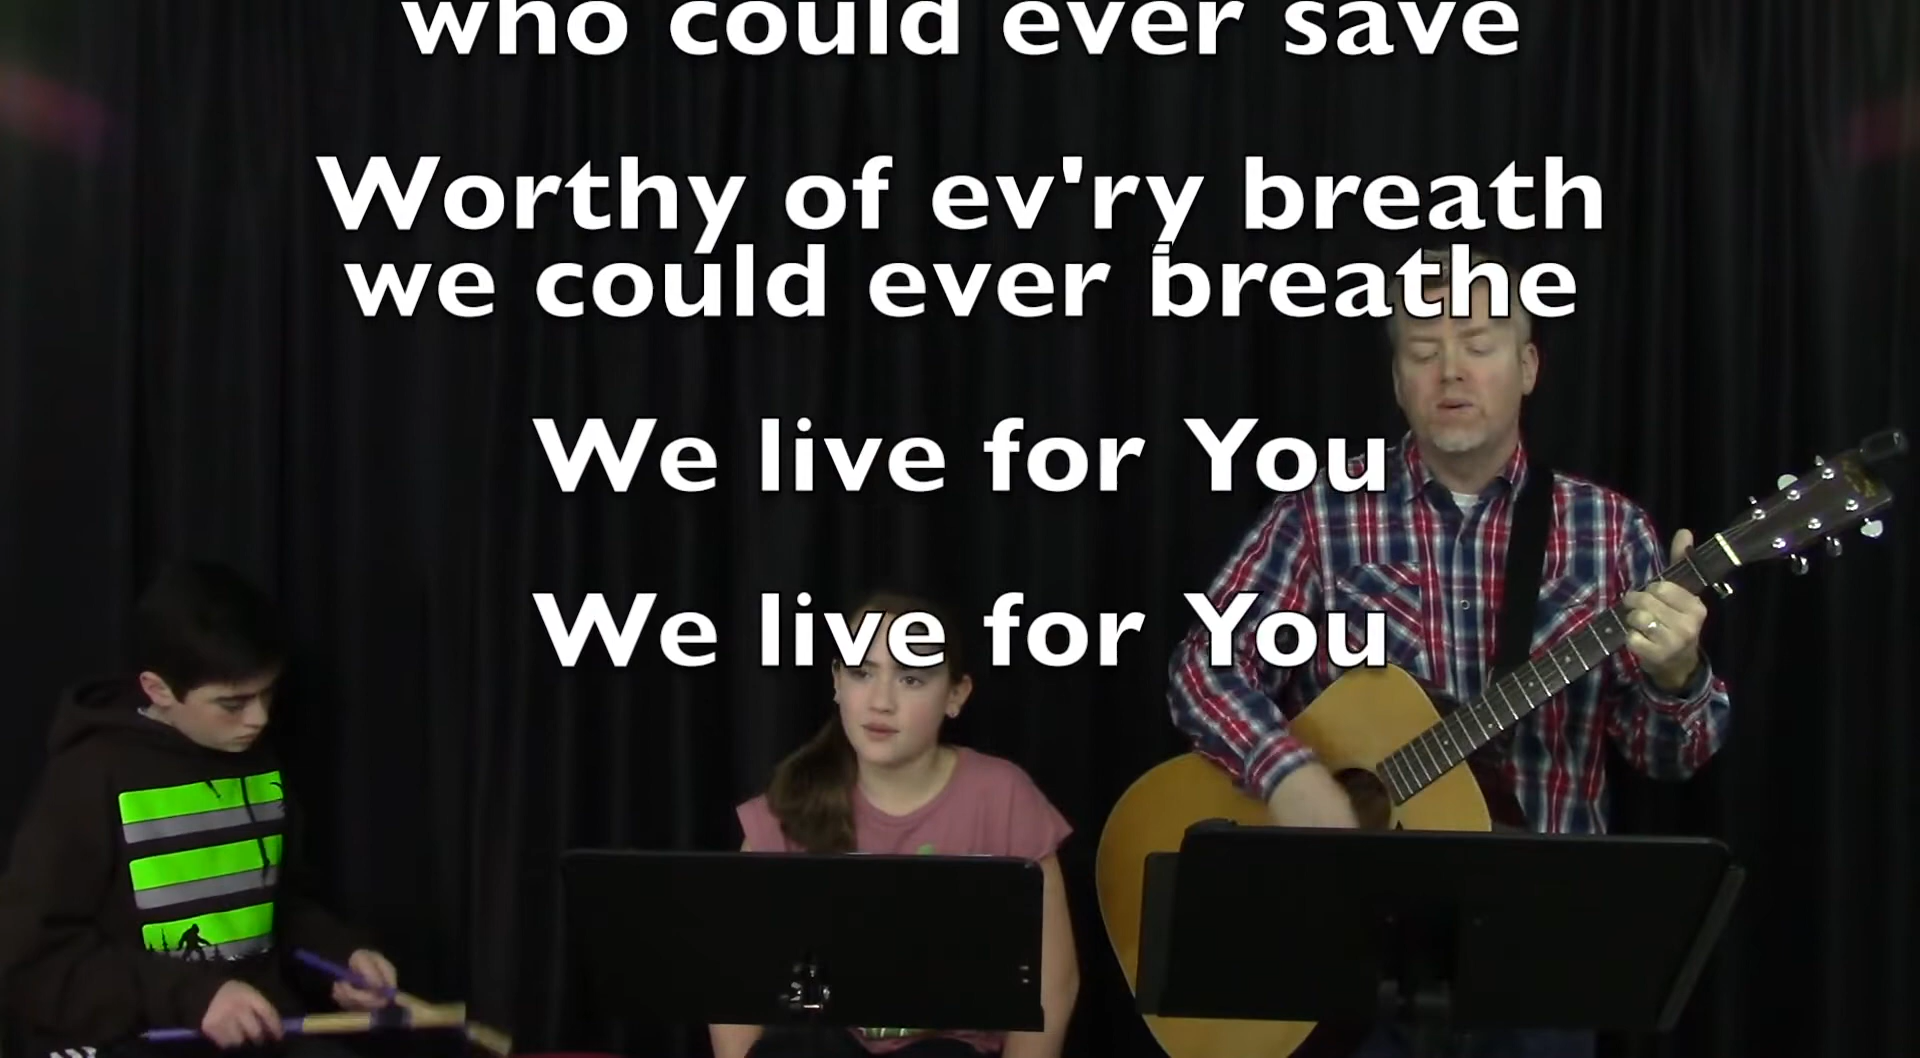 who could ever save
Worthy of ev'ry breath
we could ever breathe
We live for You
We live for You